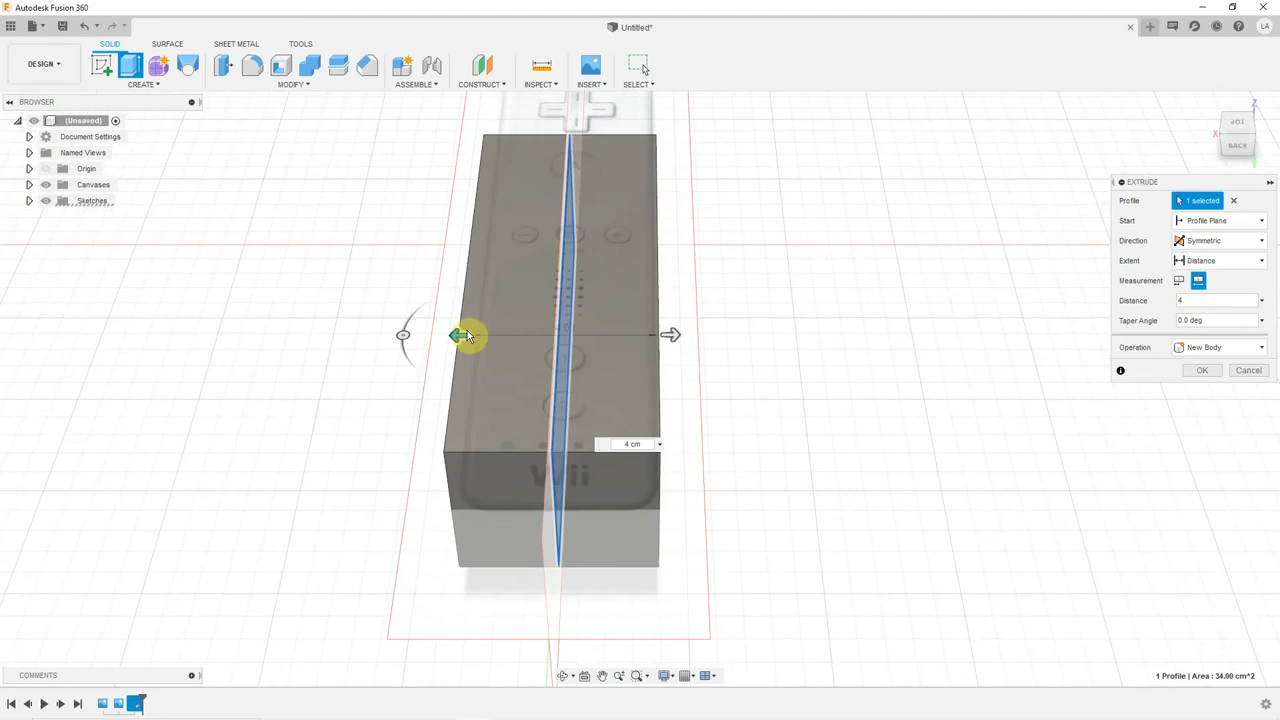 Autodesk Fusion 360
Untitled*
LA
DESIGN
SOLID SURFACE SHEET METAL TOOLS
CREATE MODIFY ASSEMBLE CONSTRUCT INSPECT INSERT SELECT
BROWSER
(Unsaved)
Document Settings
Named Views
Origin
Canvases
Sketches
Z
TOP
X
BACK
EXTRUDE
Profile 1 selected
Start Profile Plane
Direction Symmetric
Extent Distance
Measurement
Distance 4
Taper Angle 0.0 deg
Operation New Body
OK Cancel
4 cm
Wii
COMMENTS
1 Profile | Area : 34.00 cm^2